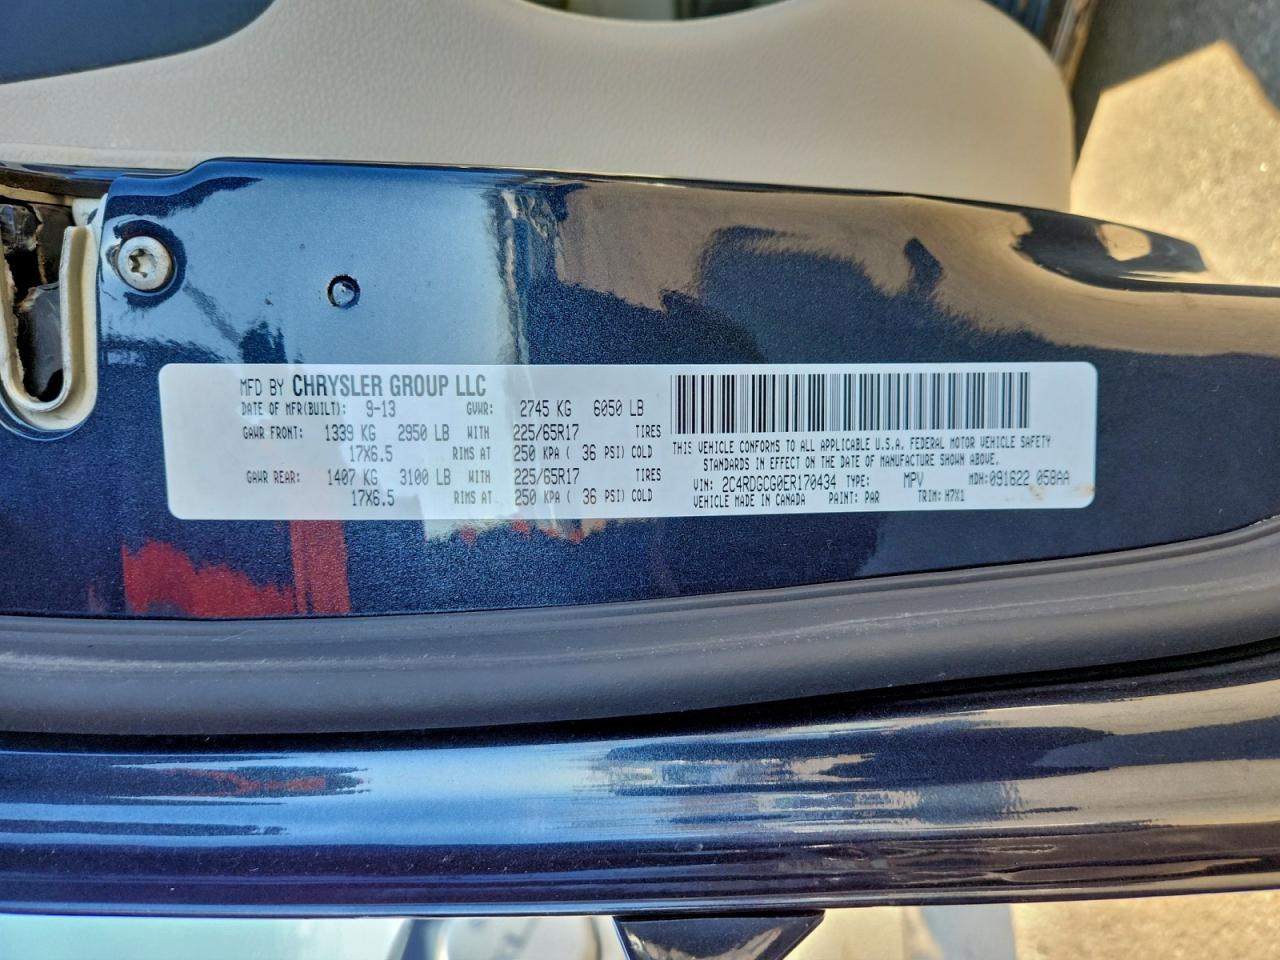 MFD BY CHRYSLER GROUP LLC
DATE OF MFR(BUILT): 9-13 GVWR: 2745 KG 6050 LB
GAWR FRONT: 1339 KG 2950 LB WITH 225/65R17 TIRES
17X6.5 RIMS AT 250 KPA ( 36 PSI) COLD
GAWR REAR: 1407 KG 3100 LB WITH 225/65R17 TIRES
17X6.5 RIMS AT 250 KPA ( 36 PSI) COLD
THIS VEHICLE CONFORMS TO ALL APPLICABLE U.S.A. FEDERAL MOTOR VEHICLE SAFETY
STANDARDS IN EFFECT ON THE DATE OF MANUFACTURE SHOWN ABOVE.
VIN: 2C4RDGCG0ER170434 TYPE: MPV MDH:091622 058AA
VEHICLE MADE IN CANADA PAINT: PAR TRIM: H7X1